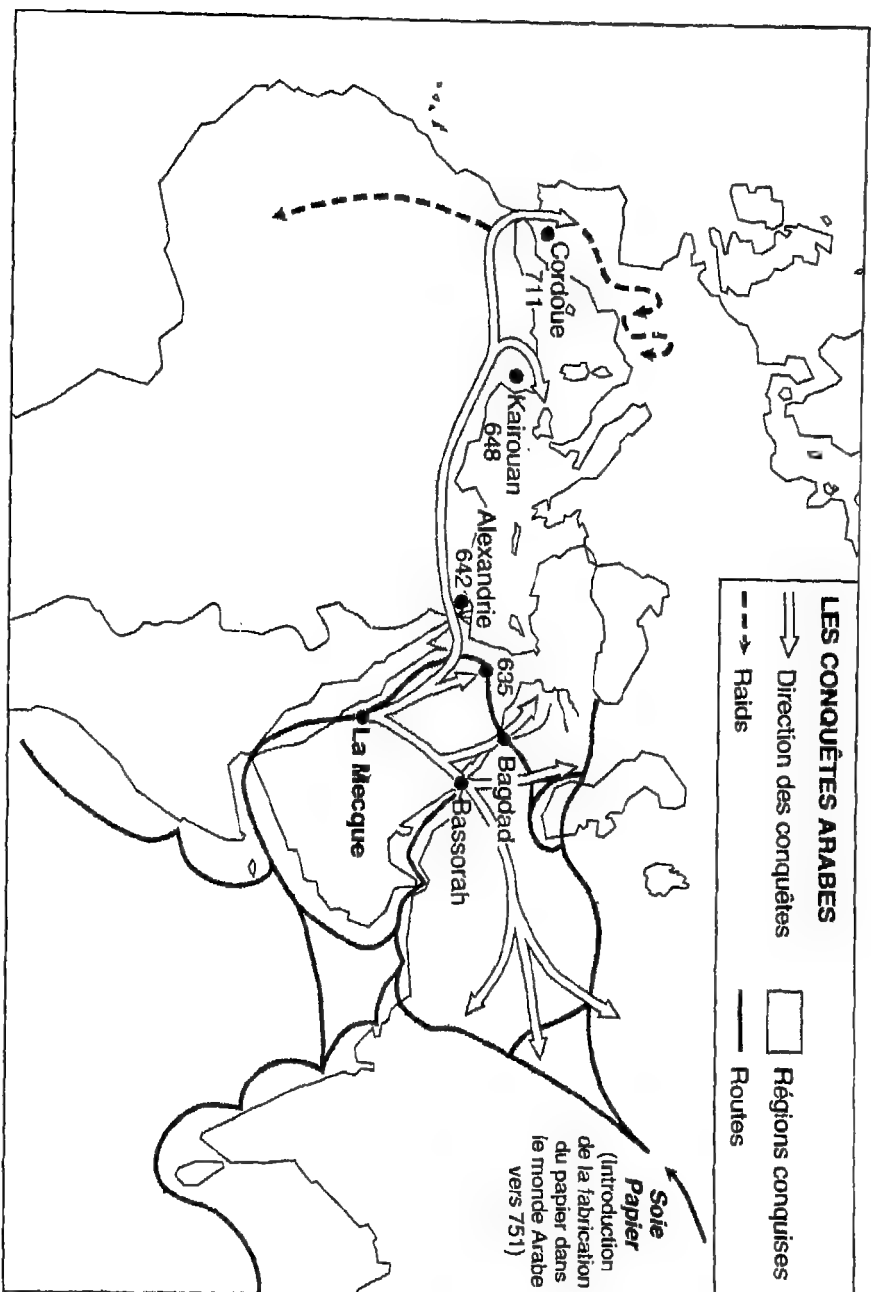 LES CONQUÊTES ARABES
Direction des conquêtes
Régions conquises
Raids
Routes
Cordoue
711
Kairouan
648
Alexandrie
642
635
Bagdad
Bassorah
La Mecque
Soie
Papier
(Introduction
de la fabrication
du papier dans
le monde Arabe
vers 751)